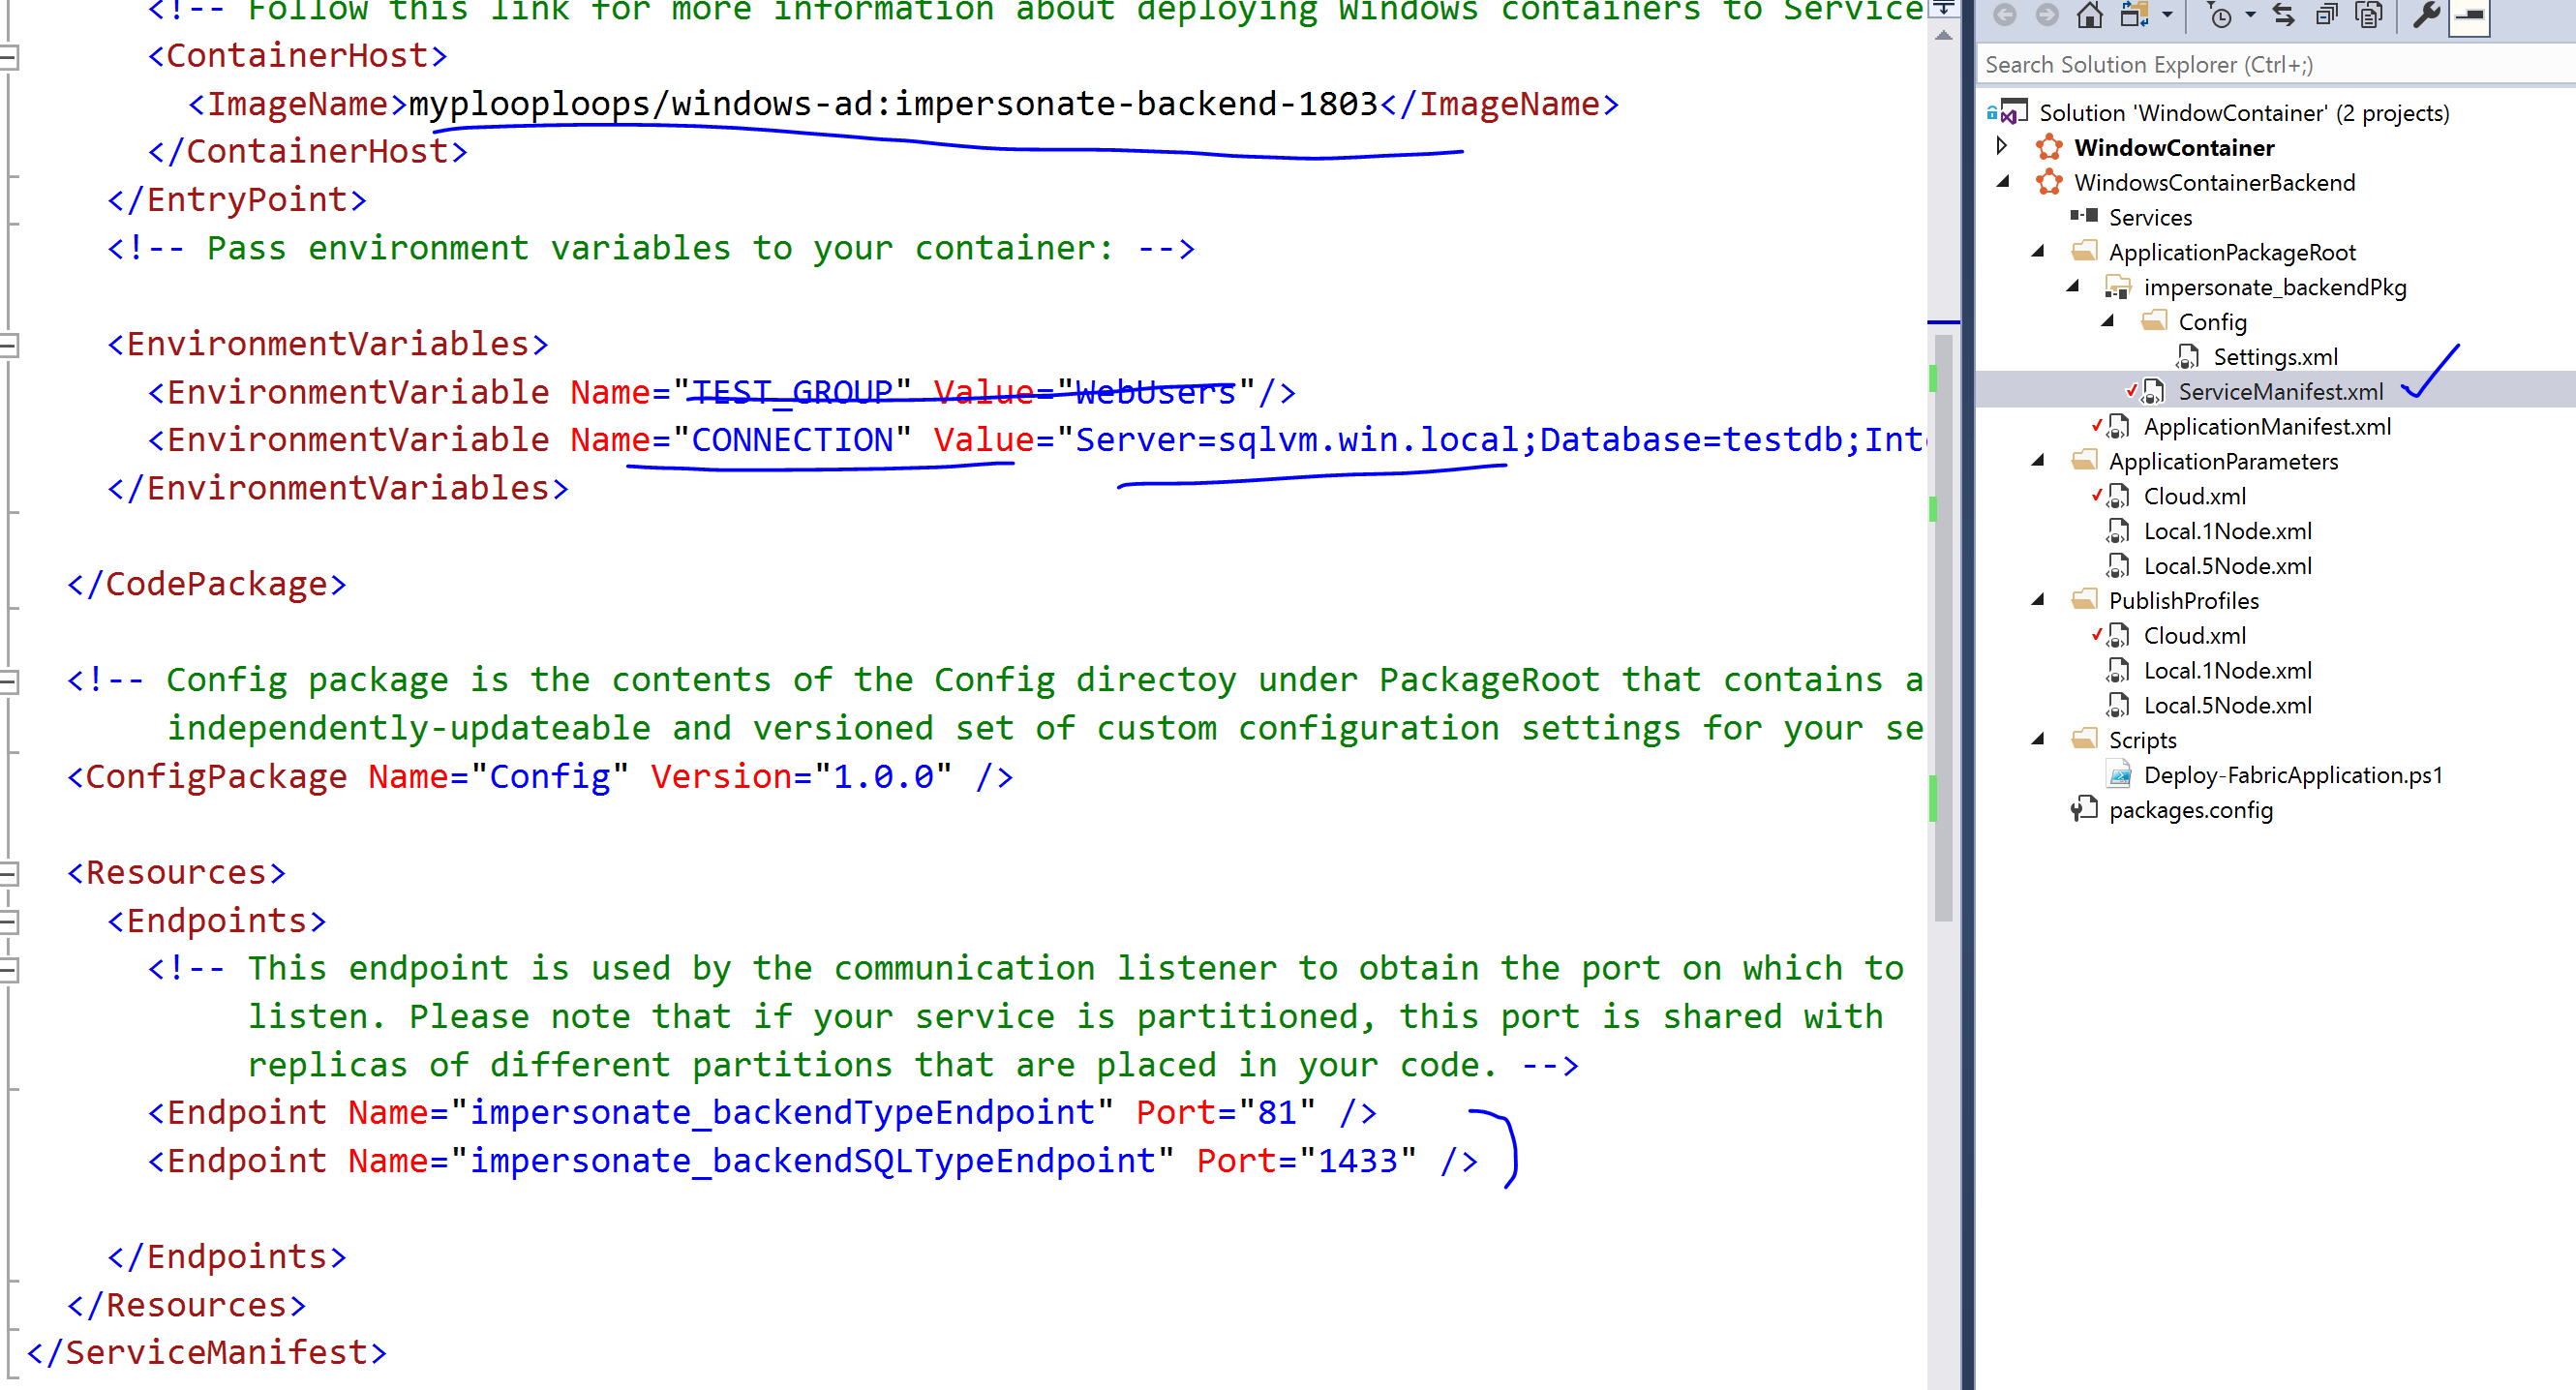 <!-- Follow this link for more information about deploying Windows containers to Service
<ContainerHost>
<ImageName>myplooploops/windows-ad:impersonate-backend-1803</ImageName>
</ContainerHost>
</EntryPoint>
<!-- Pass environment variables to your container: -->
<EnvironmentVariables>
<EnvironmentVariable Name="TEST_GROUP" Value="WebUsers"/>
<EnvironmentVariable Name="CONNECTION" Value="Server=sqlvm.win.local;Database=testdb;Inte
</EnvironmentVariables>
</CodePackage>
<!-- Config package is the contents of the Config directoy under PackageRoot that contains a
independently-updateable and versioned set of custom configuration settings for your se
<ConfigPackage Name="Config" Version="1.0.0" />
<Resources>
<Endpoints>
<!-- This endpoint is used by the communication listener to obtain the port on which to
listen. Please note that if your service is partitioned, this port is shared with
replicas of different partitions that are placed in your code. -->
<Endpoint Name="impersonate_backendTypeEndpoint" Port="81" />
<Endpoint Name="impersonate_backendSQLTypeEndpoint" Port="1433" />
</Endpoints>
</Resources>
</ServiceManifest>
Search Solution Explorer (Ctrl+;)
Solution 'WindowContainer' (2 projects)
WindowContainer
WindowsContainerBackend
Services
ApplicationPackageRoot
impersonate_backendPkg
Config
Settings.xml
ServiceManifest.xml
ApplicationManifest.xml
ApplicationParameters
Cloud.xml
Local.1Node.xml
Local.5Node.xml
PublishProfiles
Cloud.xml
Local.1Node.xml
Local.5Node.xml
Scripts
Deploy-FabricApplication.ps1
packages.config